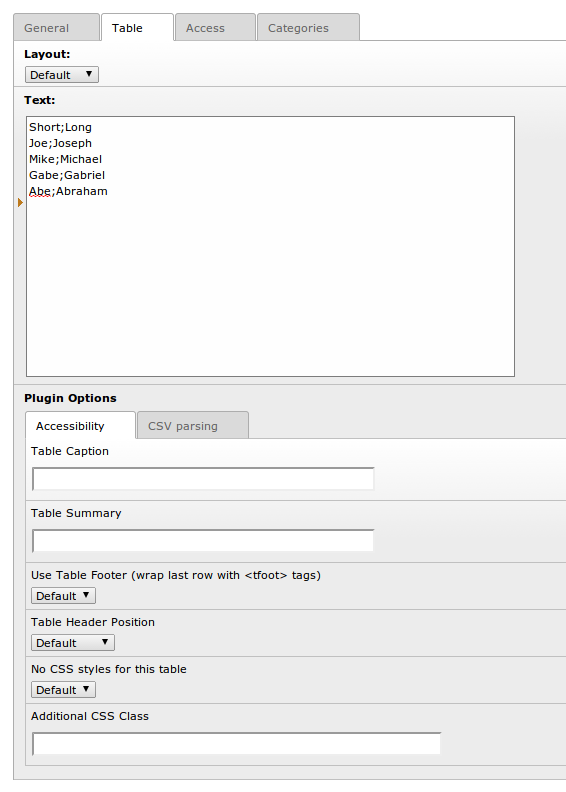 General Table Access Categories
Layout:
Default
Text:
Short;Long
Joe;Joseph
Mike;Michael
Gabe;Gabriel
Abe;Abraham
Plugin Options
Accessibility CSV parsing
Table Caption
Table Summary
Use Table Footer (wrap last row with <tfoot> tags)
Default
Table Header Position
Default
No CSS styles for this table
Default
Additional CSS Class